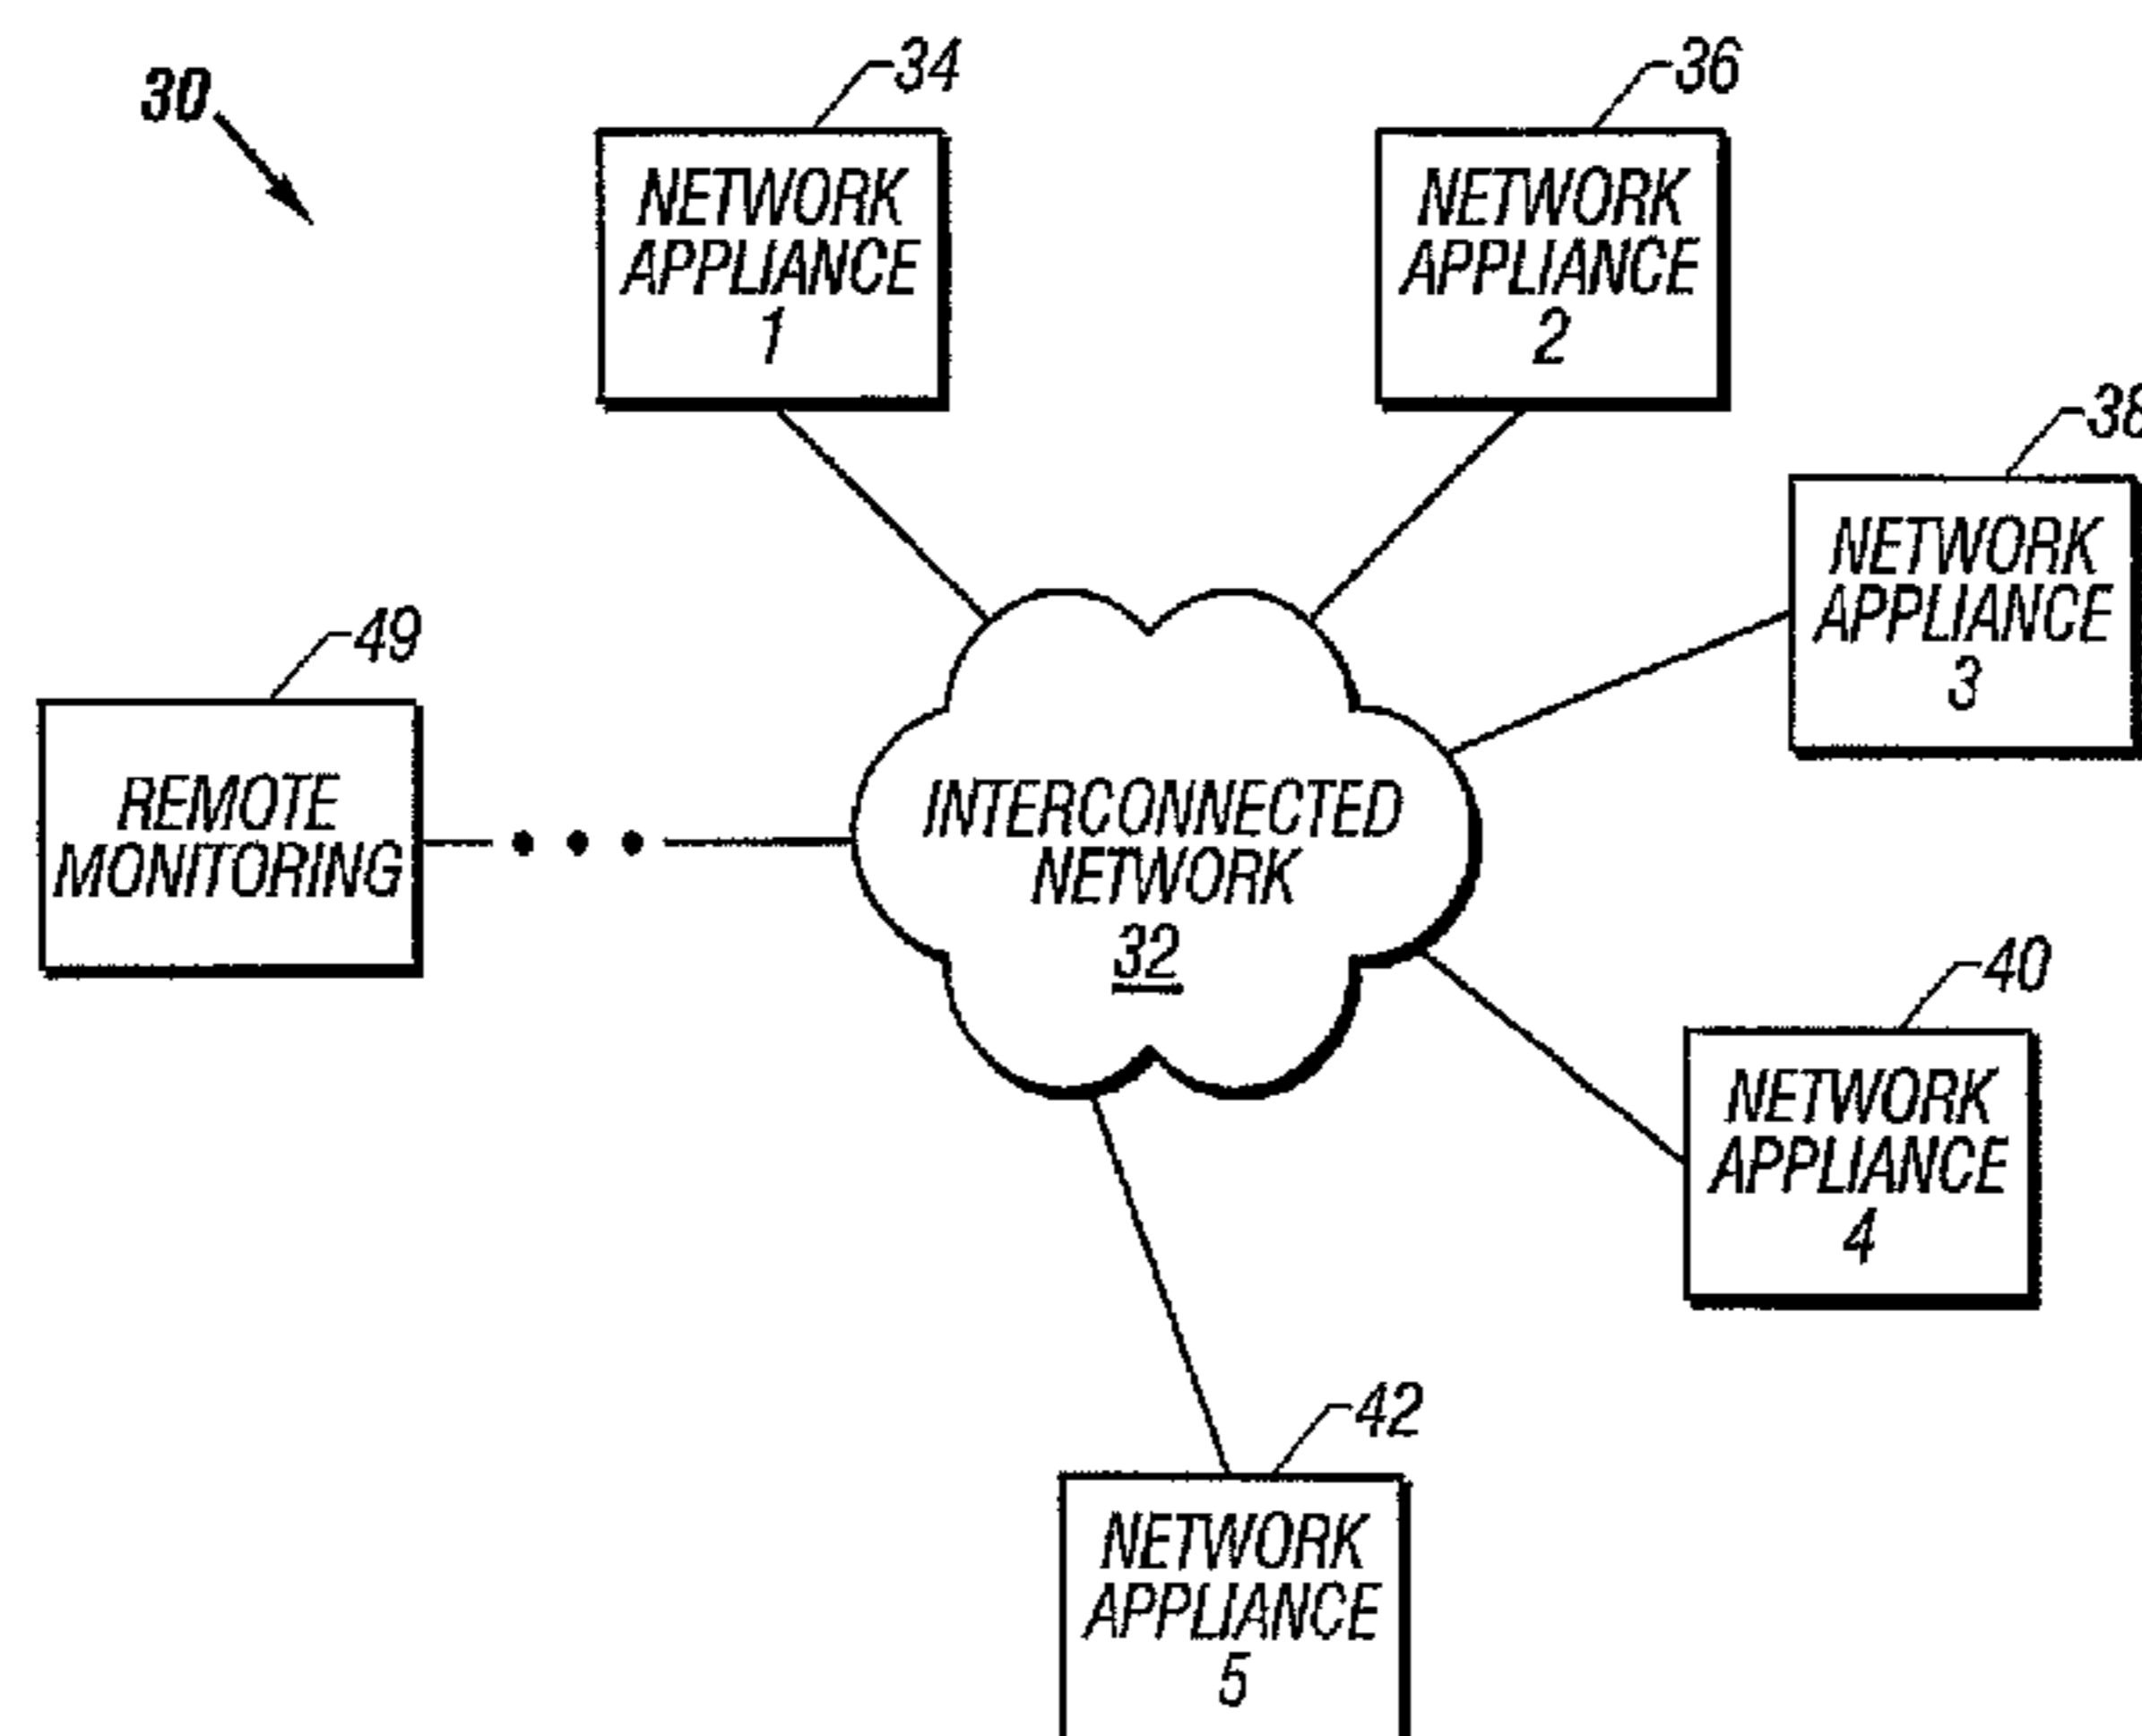 30
34
NETWORK
APPLIANCE
1
36
NETWORK
APPLIANCE
2
38
NETWORK
APPLIANCE
3
49
REMOTE
MONITORING
INTERCONNECTED
NETWORK
32
40
NETWORK
APPLIANCE
4
42
NETWORK
APPLIANCE
5